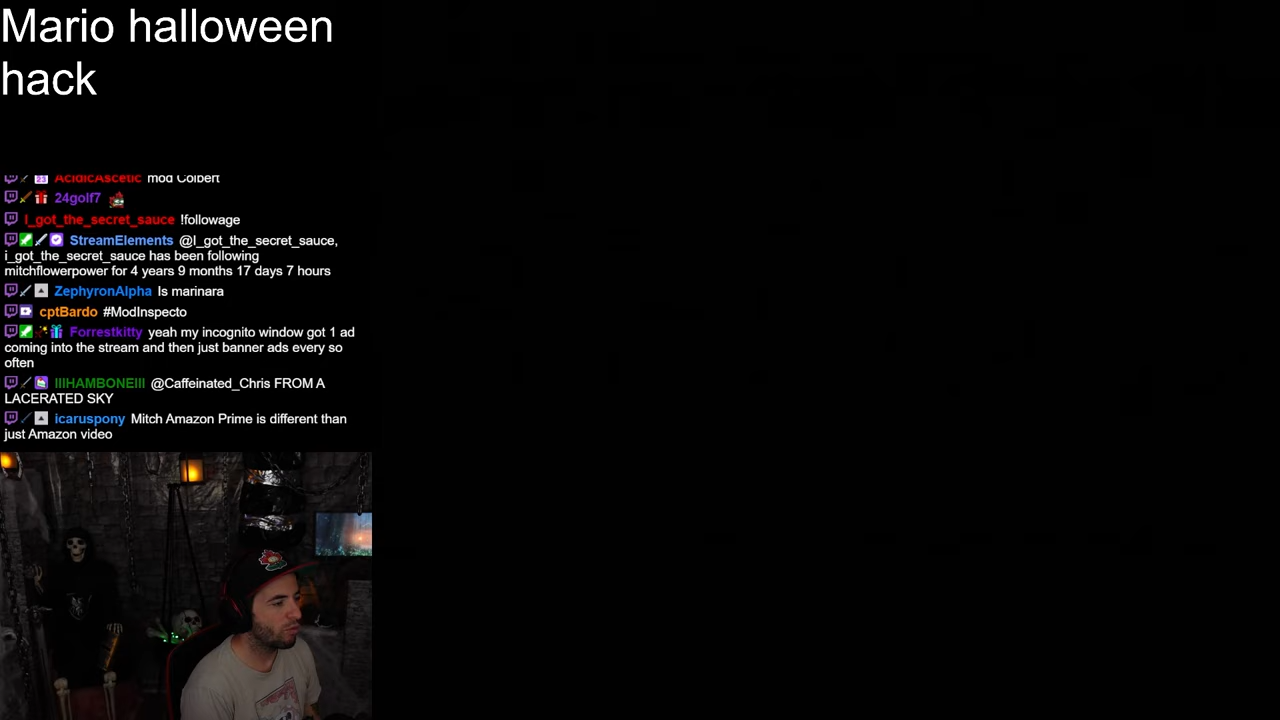 Mario halloween
hack
AcidicAscetic mod Colbert
24golf7
I_got_the_secret_sauce !followage
StreamElements @I_got_the_secret_sauce,
i_got_the_secret_sauce has been following
mitchflowerpower for 4 years 9 months 17 days 7 hours
ZephyronAlpha Is marinara
cptBardo #ModInspecto
Forrestkitty yeah my incognito window got 1 ad
coming into the stream and then just banner ads every so
often
IIIHAMBONEIII @Caffeinated_Chris FROM A
LACERATED SKY
icaruspony Mitch Amazon Prime is different than
just Amazon video